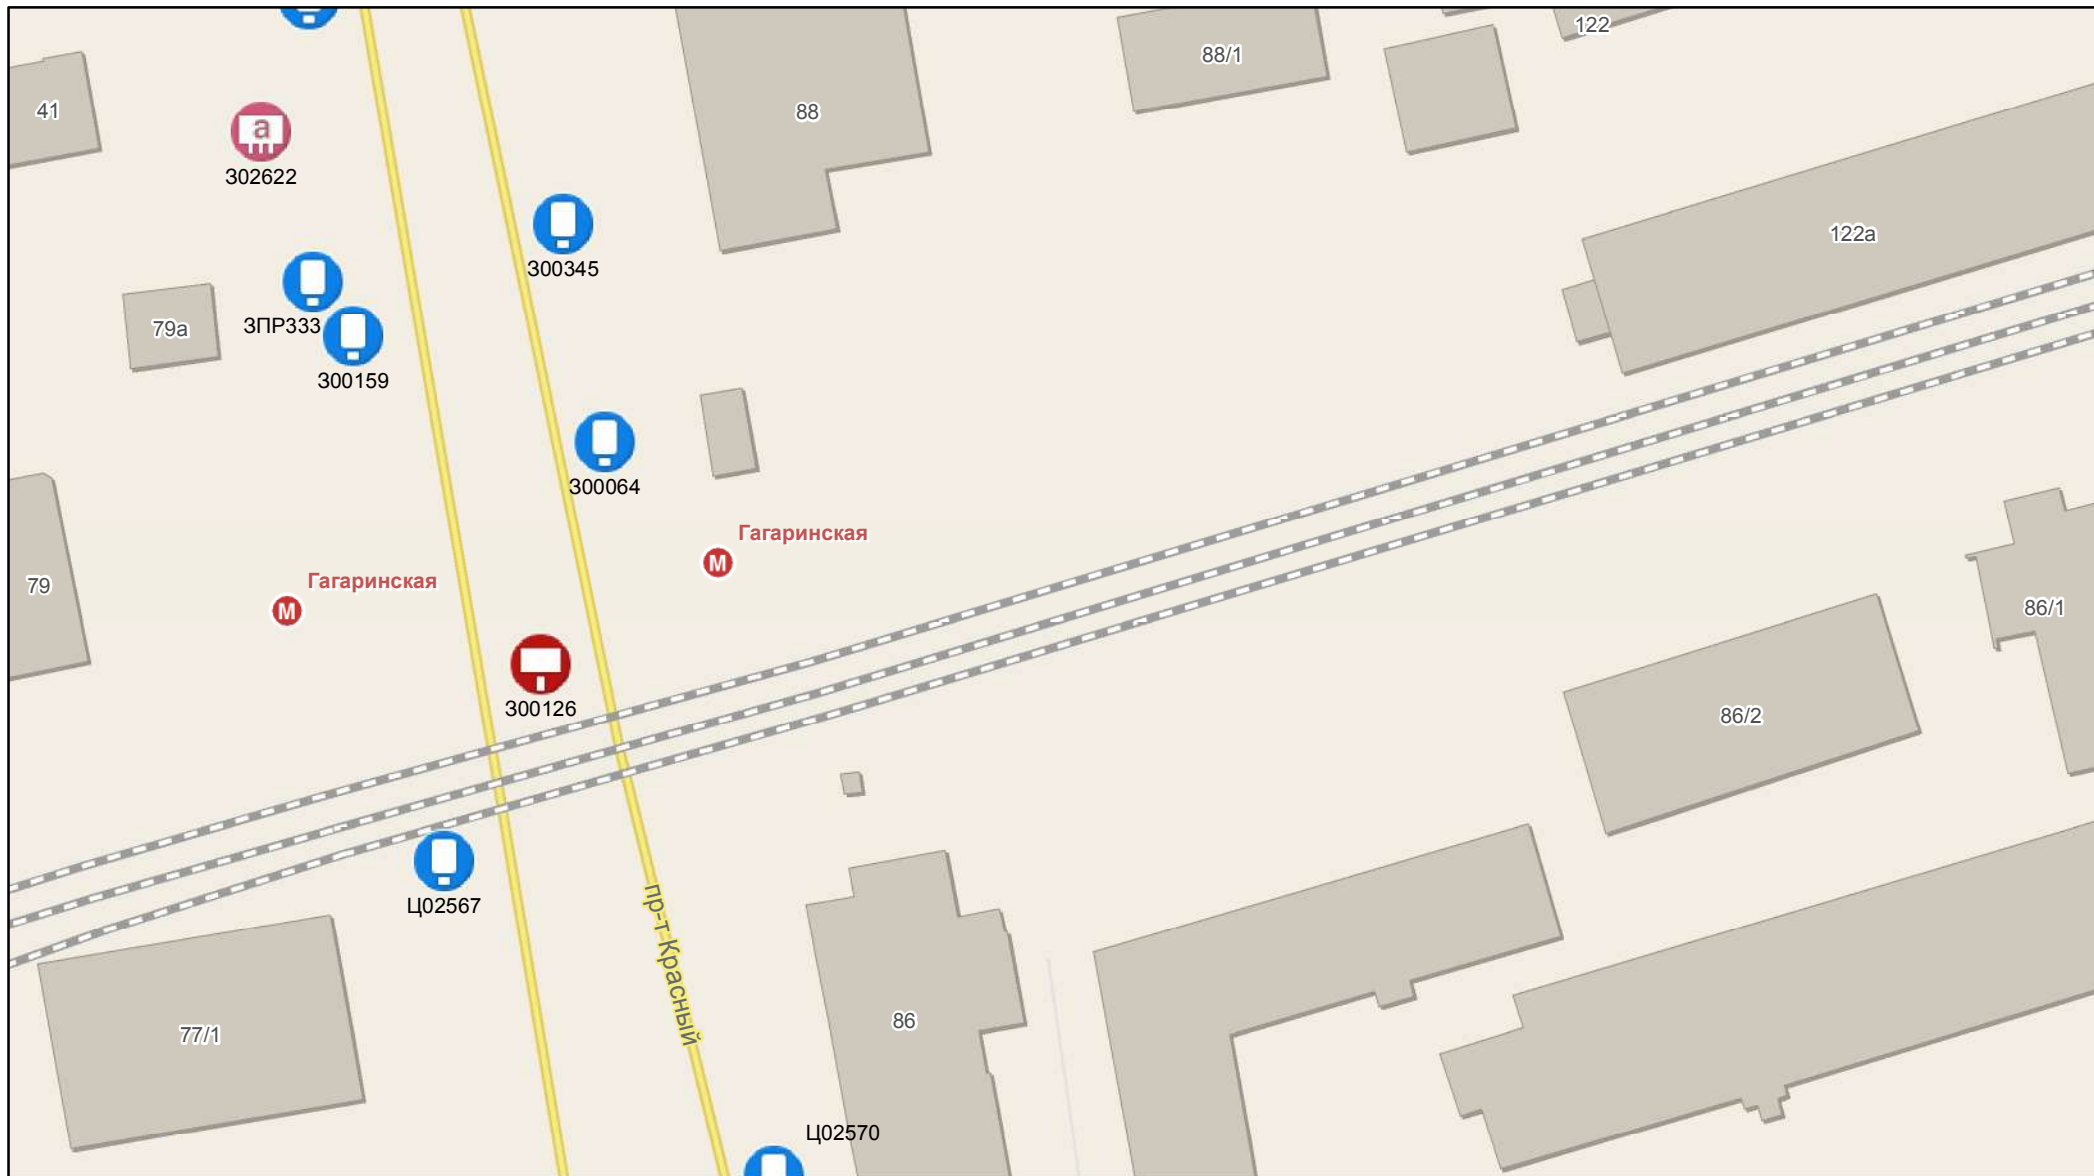 122
88/1
41
88
а
302622
122а
300345
79а
ЗПР333
300159
300064
Гагаринская
М
Гагаринская
М
79
86/1
300126
86/2
Ц02567
пр-т Красный
86
77/1
Ц02570